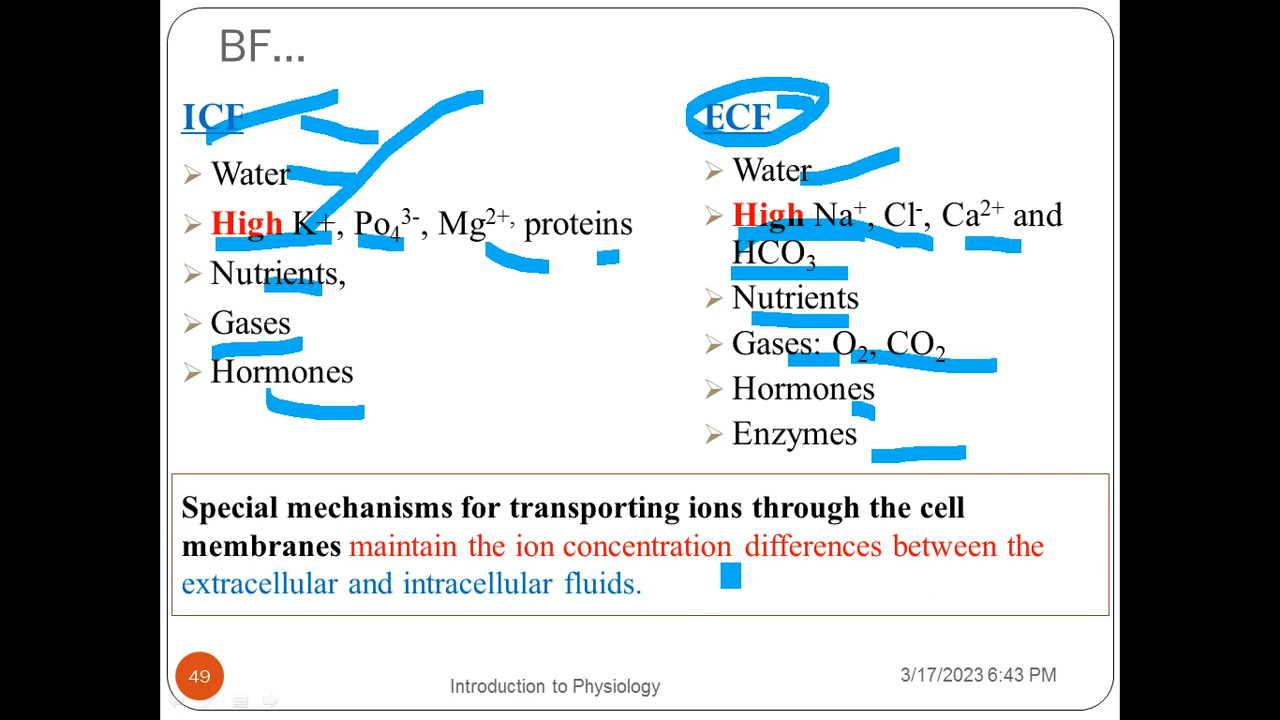 BF...
ICF
➢ Water
➢ High K+, Po₄³⁻, Mg²⁺, proteins
➢ Nutrients,
➢ Gases
➢ Hormones
ECF
➢ Water
➢ High Na⁺, Cl⁻, Ca²⁺ and
HCO₃
➢ Nutrients
➢ Gases: O₂, CO₂
➢ Hormones
➢ Enzymes
Special mechanisms for transporting ions through the cell
membranes maintain the ion concentration differences between the
extracellular and intracellular fluids.
49
Introduction to Physiology
3/17/2023 6:43 PM